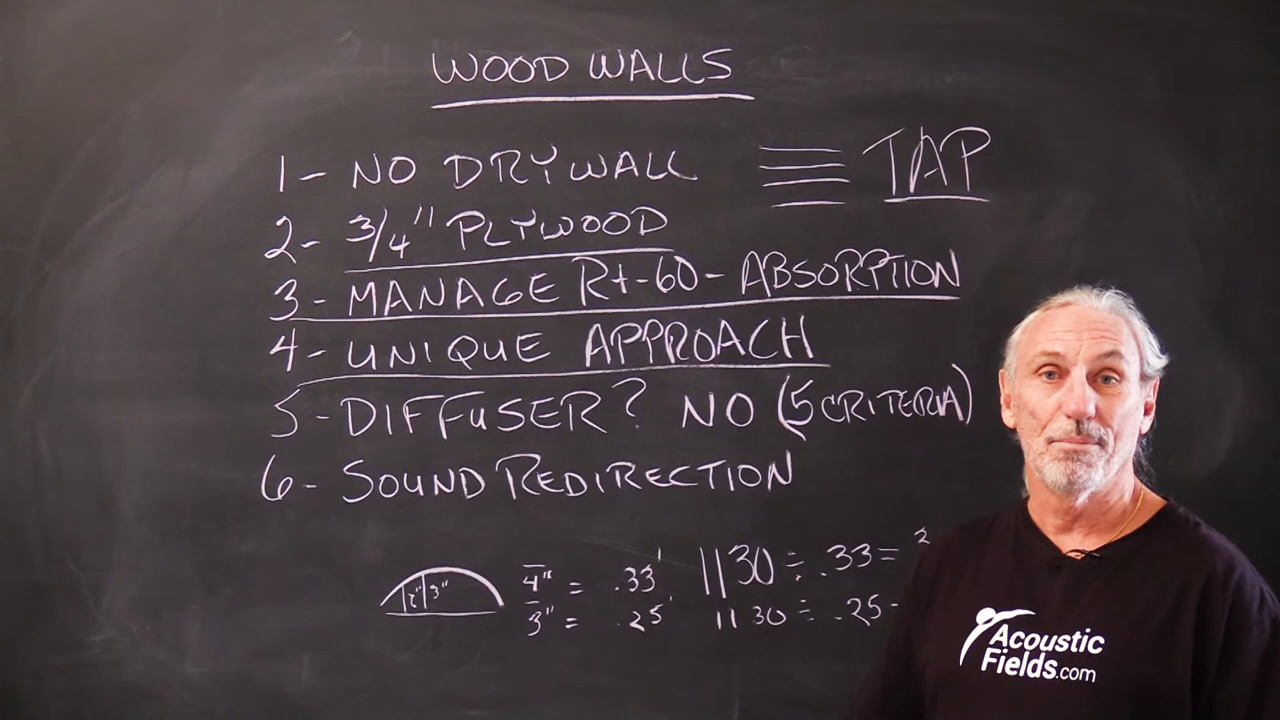 WOOD WALLS
1- NO DRYWALL TAP
2- 3/4" PLYWOOD
3- MANAGE Rt-60- ABSORPTION
4- UNIQUE APPROACH
5- DIFFUSER? NO (5 CRITERIA)
6- SOUND REDIRECTION
3"
4" = .33' 1130 ÷ .33 =
3" = .25' 1130 ÷ .25
Acoustic
Fields.com